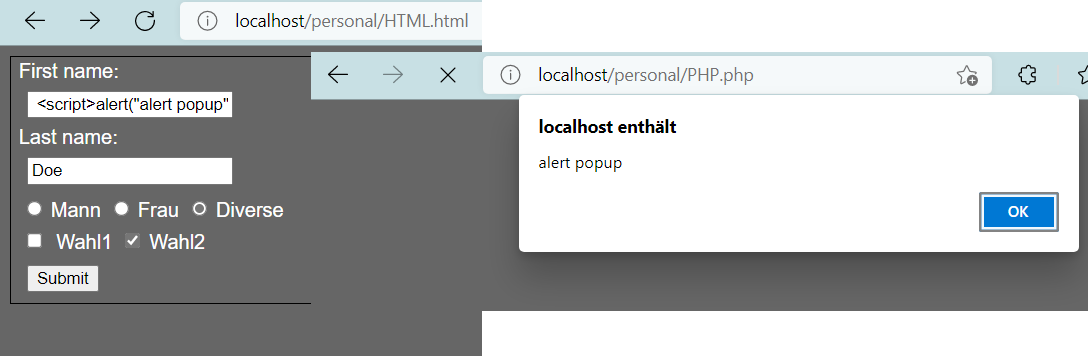 localhost/personal/HTML.html
First name:
<script>alert("alert popup"
Last name:
Doe
Mann Frau Diverse
Wahl1 Wahl2
Submit
localhost/personal/PHP.php
localhost enthält
alert popup
OK